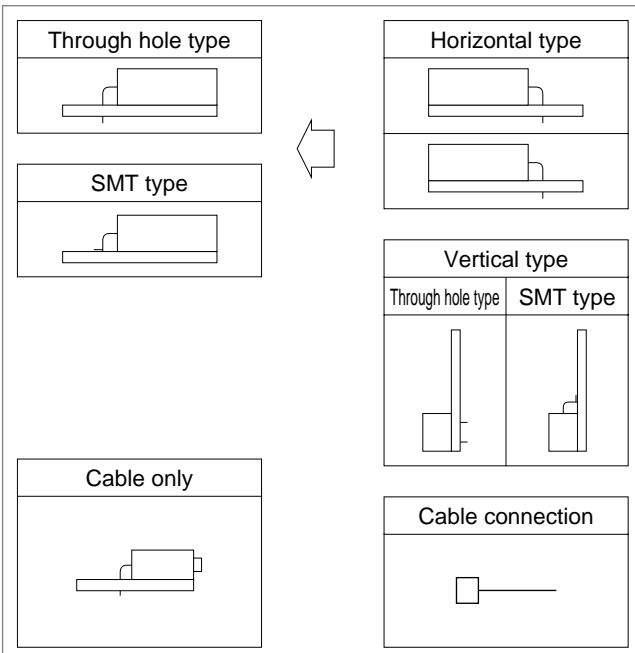 Through hole type
SMT type
Cable only
Horizontal type
Vertical type
Through hole type
SMT type
Cable connection